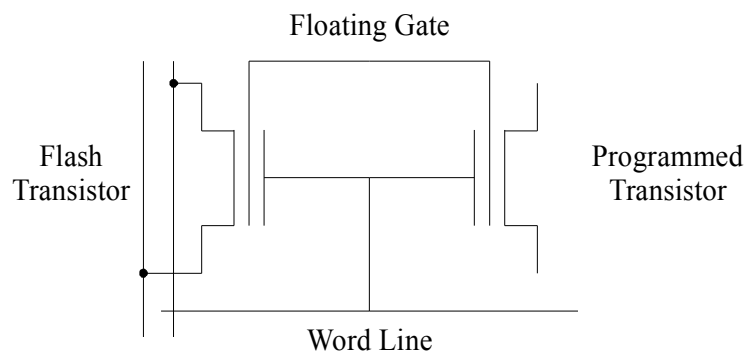 Floating Gate
Flash
Transistor
Programmed
Transistor
Word Line